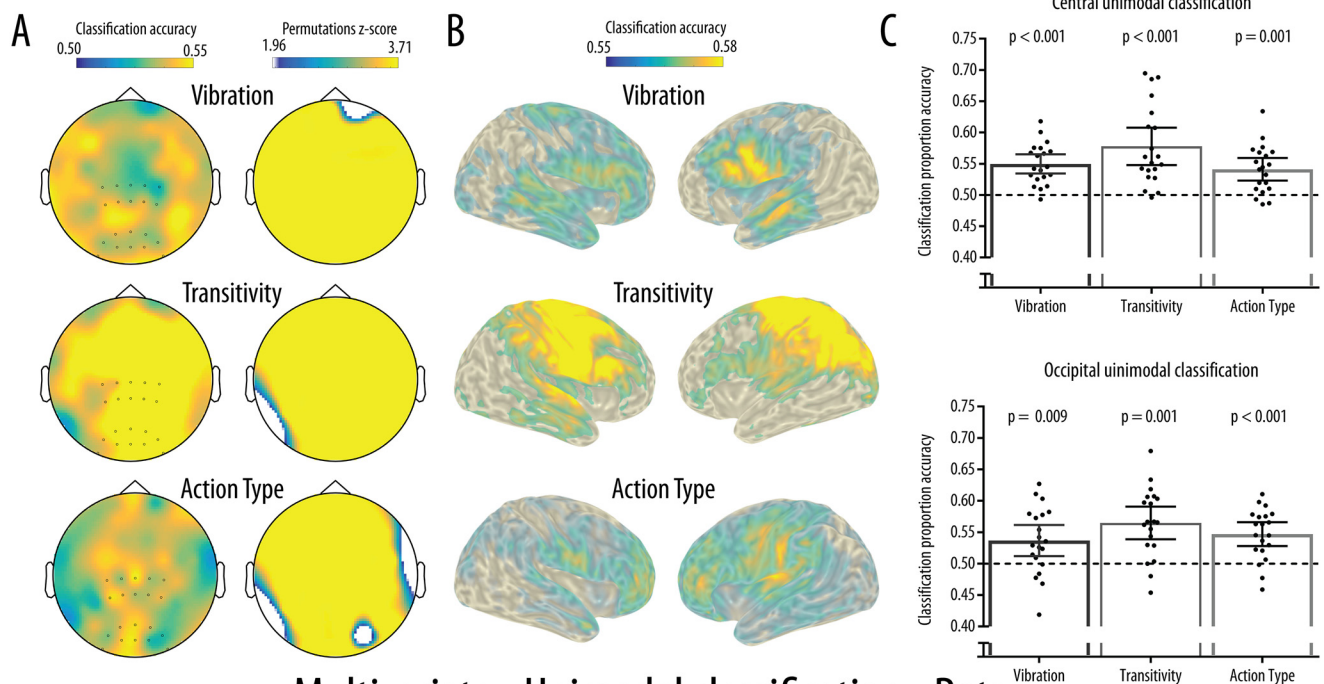 A
Classification accuracy
0.50 0.55
Permutations z-score
1.96 3.71
Vibration
Transitivity
Action Type
B
Classification accuracy
0.55 0.58
Vibration
Transitivity
Action Type
C
Central unimodal classification
Classification proportion accuracy
0.75
0.70
0.65
0.60
0.55
0.50
0.45
0.40
p < 0.001 p < 0.001 p = 0.001
Vibration Transitivity Action Type
Occipital uinimodal classification
Classification proportion accuracy
0.75
0.70
0.65
0.60
0.55
0.50
0.45
0.40
p = 0.009 p = 0.001 p < 0.001
Vibration Transitivity Action Type